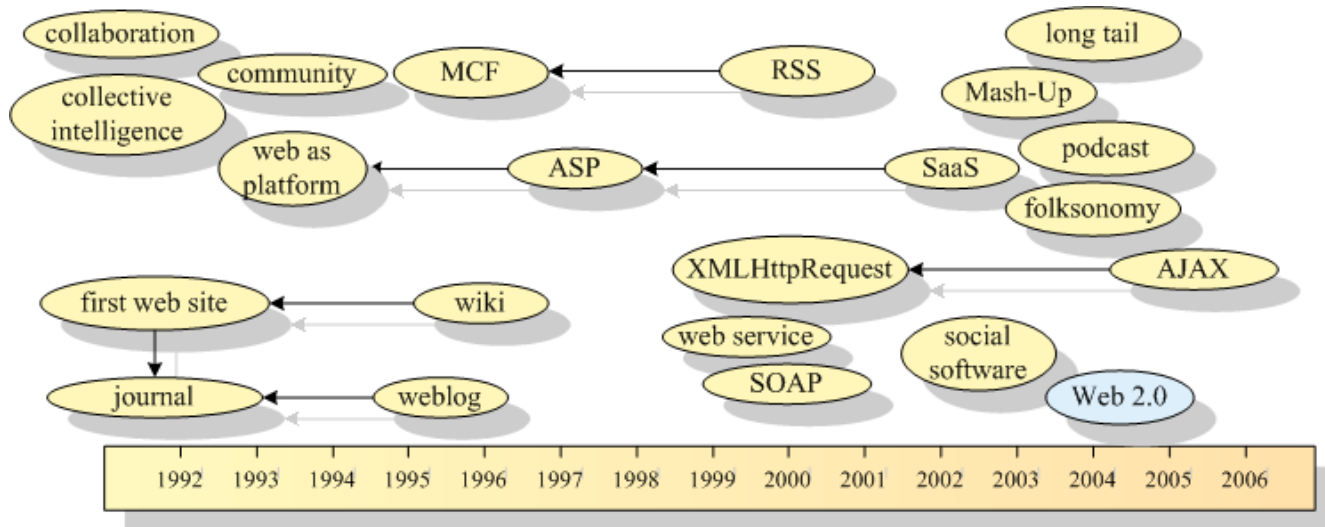 collaboration
long tail
community
MCF
RSS
Mash-Up
collective
intelligence
web as
platform
ASP
SaaS
podcast
folksonomy
XMLHttpRequest
AJAX
first web site
wiki
web service
social
software
SOAP
journal
weblog
Web 2.0
1992 1993 1994 1995 1996 1997 1998 1999 2000 2001 2002 2003 2004 2005 2006